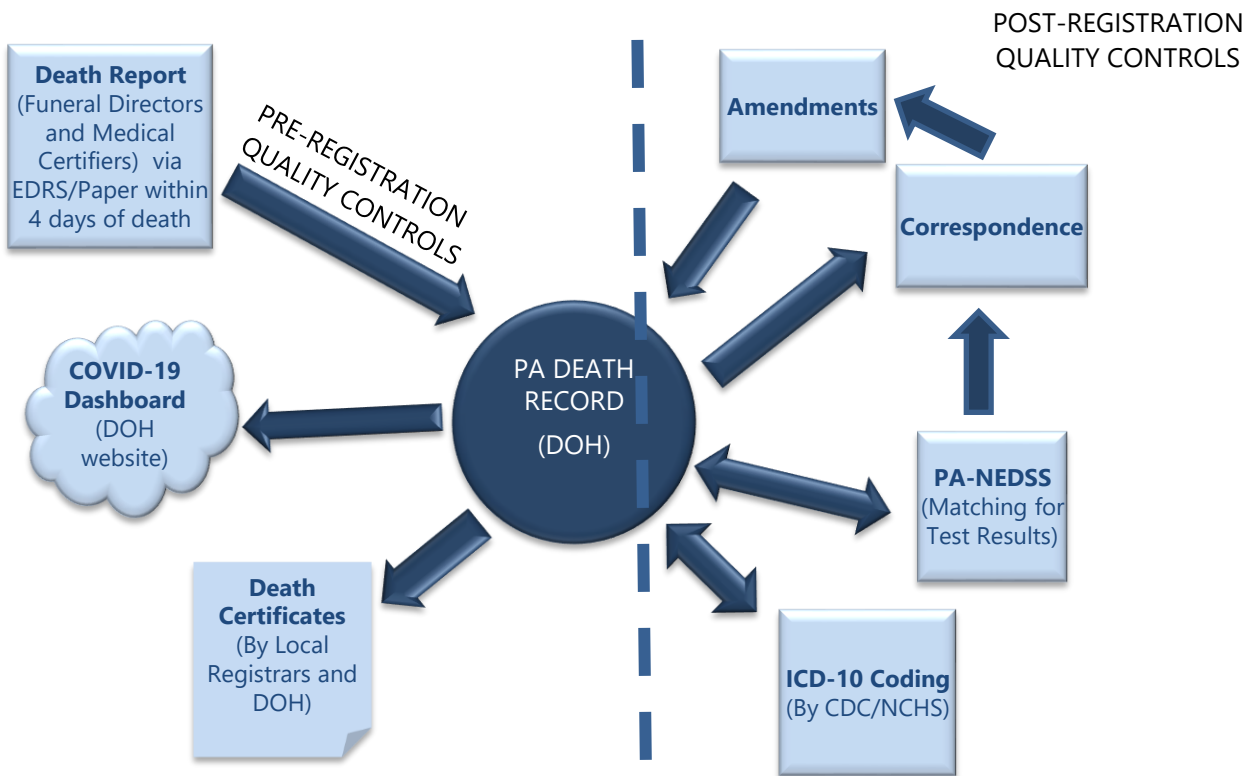 POST-REGISTRATION
QUALITY CONTROLS
Death Report
(Funeral Directors
and Medical
Certifiers) via
EDRS/Paper within
4 days of death
PRE-REGISTRATION
QUALITY CONTROLS
Amendments
Correspondence
COVID-19
Dashboard
(DOH
website)
PA DEATH
RECORD
(DOH)
PA-NEDSS
(Matching for
Test Results)
Death
Certificates
(By Local
Registrars and
DOH)
ICD-10 Coding
(By CDC/NCHS)